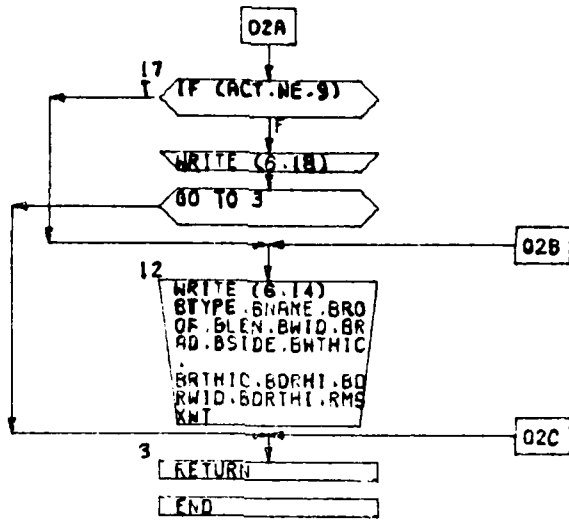 02A
17
T
IF (ACT.NE.9)
F
WRITE (6.18)
GO TO 3
02B
12
WRITE (6.14)
BTYPE.BNAME.BRO
OF.BLEN.BWID.BR
AD.BSIDE.BWTHIC
.
BRTHIC.BDRHI.BD
RWID.BDRTHI.RMS
KWT
02C
3
RETURN
END